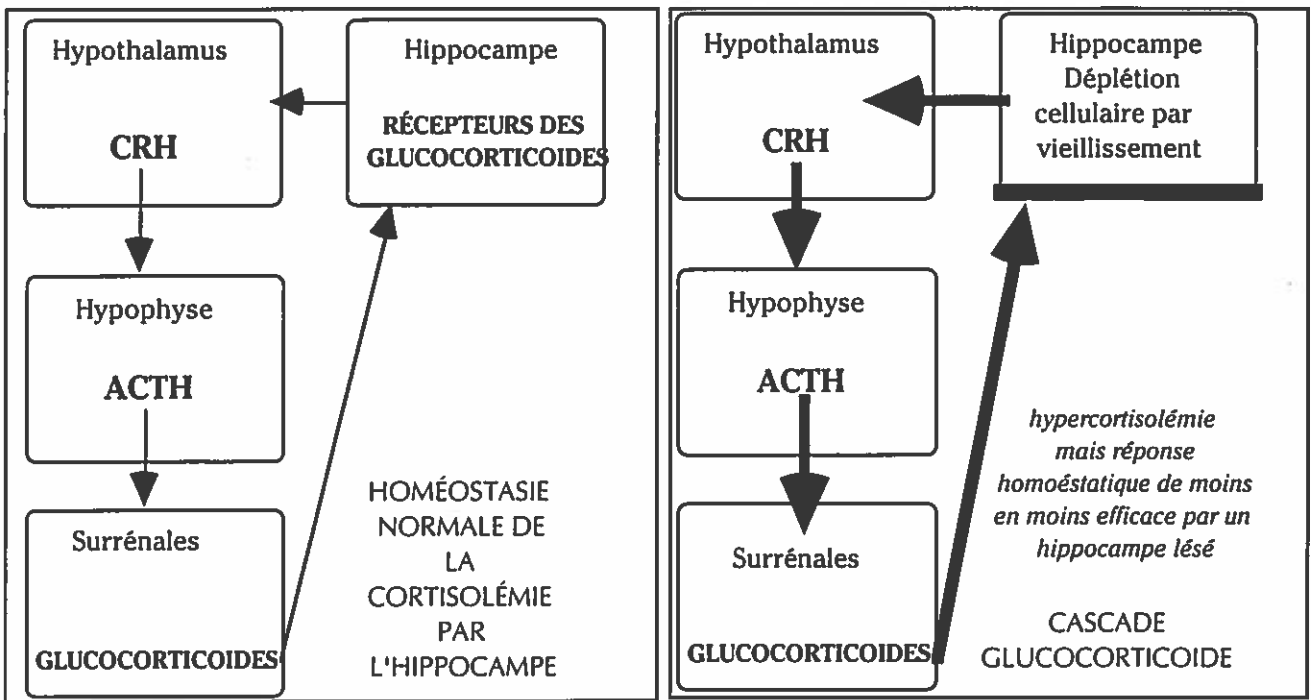 Hypothalamus
CRH
Hippocampe
RÉCEPTEURS DES
GLUCOCORTICOIDES
Hypophyse
ACTH
Surrénales
GLUCOCORTICOIDES
HOMÉOSTASIE
NORMALE DE
LA
CORTISOLÉMIE
PAR
L'HIPPOCAMPE
Hypothalamus
CRH
Hippocampe
Déplétion
cellulaire par
vieillissement
Hypophyse
ACTH
Surrénales
GLUCOCORTICOIDES
hypercortisolémie
mais réponse
homoéstatique de moins
en moins efficace par un
hippocampe lésé
CASCADE
GLUCOCORTICOIDE